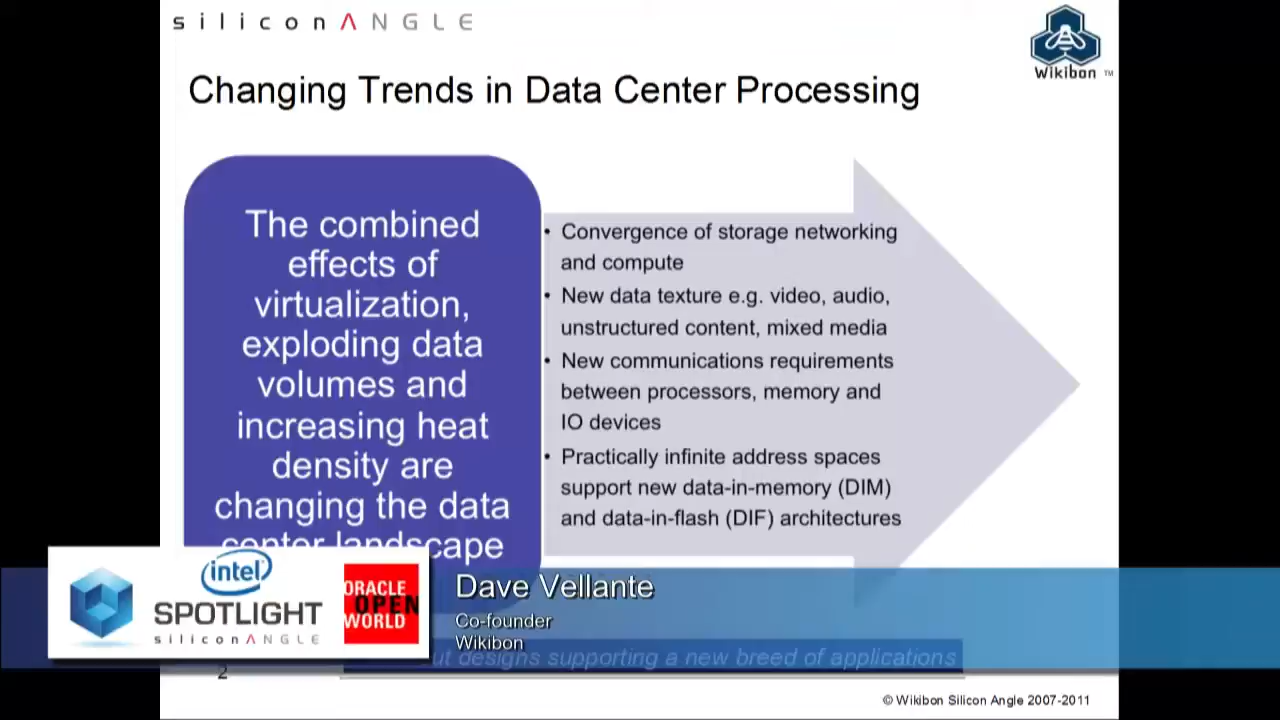 siliconANGLE
Wikibon TM
Changing Trends in Data Center Processing
The combined
effects of
virtualization,
exploding data
volumes and
increasing heat
density are
changing the data
center landscape
• Convergence of storage networking
and compute
• New data texture e.g. video, audio,
unstructured content, mixed media
• New communications requirements
between processors, memory and
IO devices
• Practically infinite address spaces
support new data-in-memory (DIM)
and data-in-flash (DIF) architectures
intel
SPOTLIGHT
siliconANGLE
ORACLE
OPEN
WORLD
Dave Vellante
Co-founder
Wikibon
designs supporting a new breed of applications
2
© Wikibon Silicon Angle 2007-2011